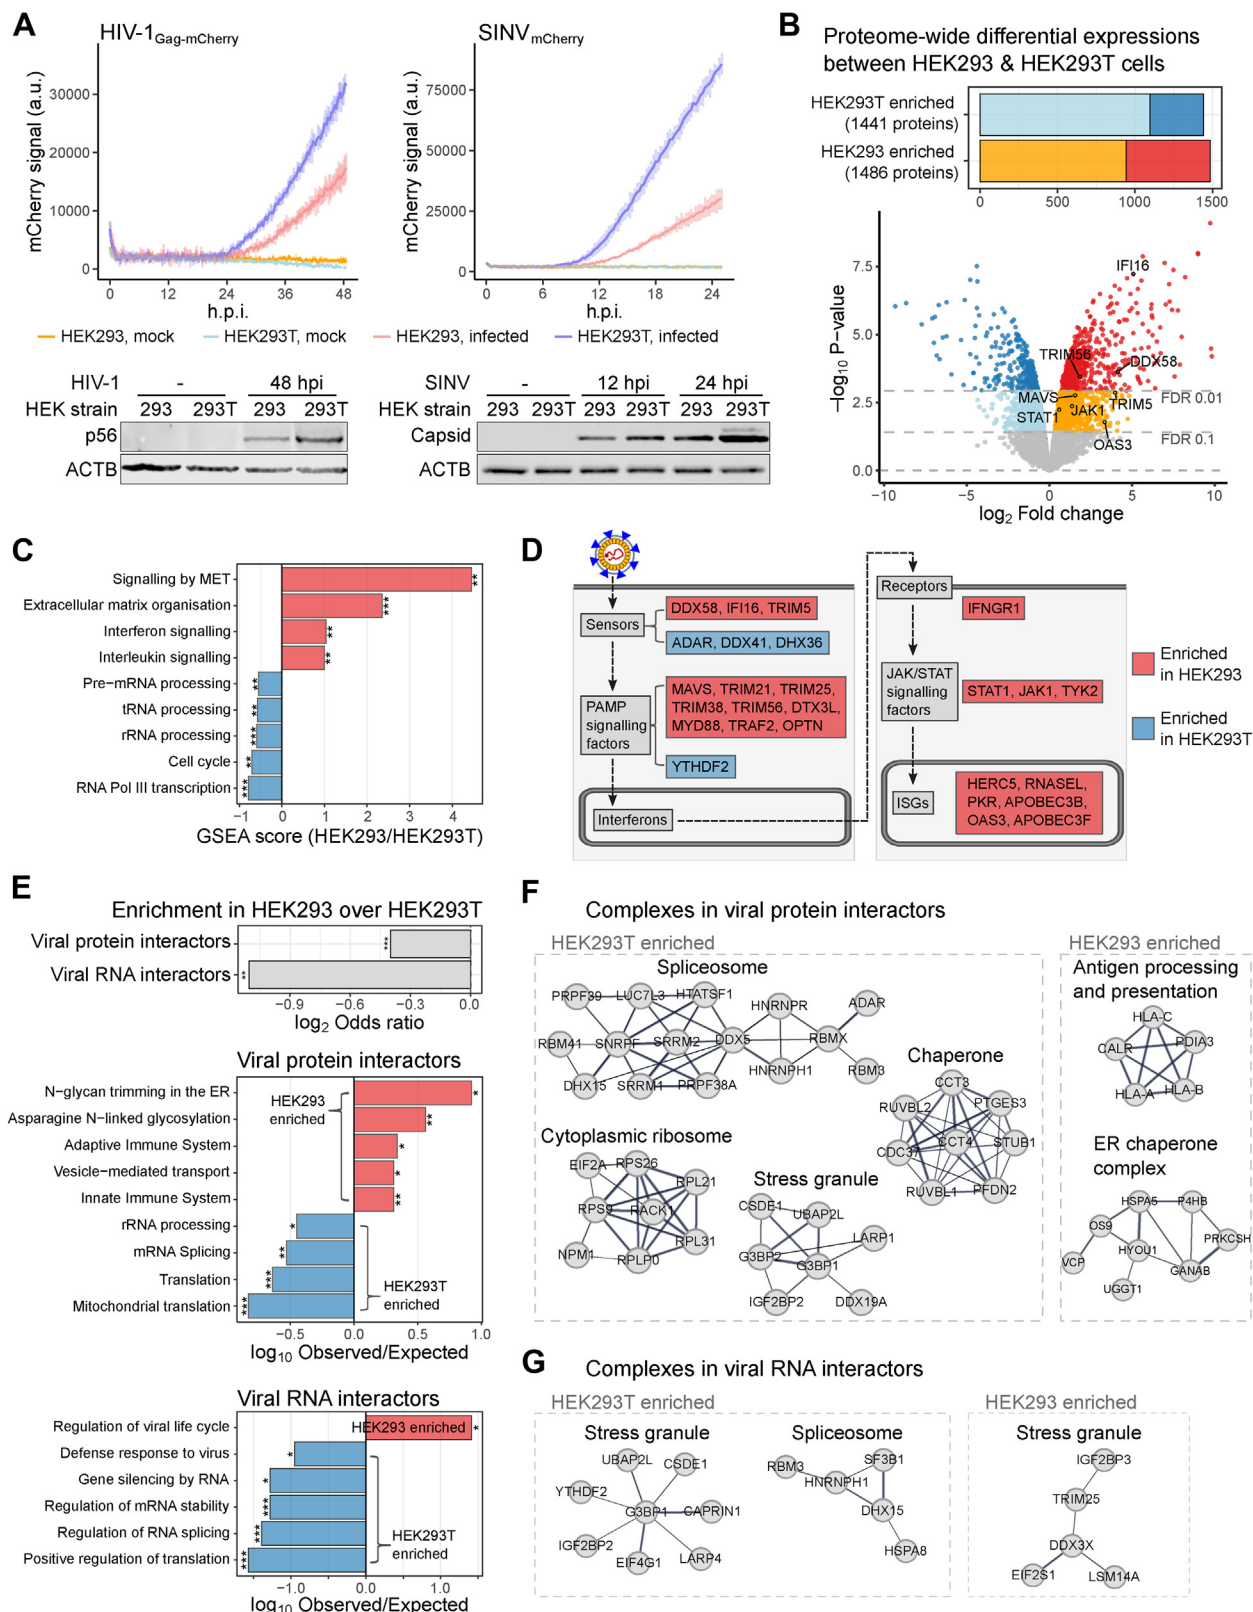 A
HIV-1Gag-mCherry
mCherry signal (a.u.)
30000
20000
10000
0
0 12 24 36 48
h.p.i.
SINVmCherry
mCherry signal (a.u.)
75000
50000
25000
0
0 6 12 18 24
h.p.i.
HEK293, mock
HEK293T, mock
HEK293, infected
HEK293T, infected
HIV-1 - 48 hpi
HEK strain 293 293T 293 293T
p56
ACTB
SINV - 12 hpi 24 hpi
HEK strain 293 293T 293 293T 293 293T
Capsid
ACTB
B
Proteome-wide differential expressions
between HEK293 & HEK293T cells
HEK293T enriched
(1441 proteins)
HEK293 enriched
(1486 proteins)
0 500 1000 1500
−log10 P-value
7.5
5.0
2.5
0.0
IFI16
TRIM56
DDX58
MAVS
TRIM5
STAT1
JAK1
OAS3
FDR 0.01
FDR 0.1
−10 −5 0 5 10
log2 Fold change
C
Signalling by MET **
Extracellular matrix organisation ***
Interferon signalling **
Interleukin signalling **
Pre−mRNA processing **
tRNA processing **
rRNA processing ***
Cell cycle **
RNA Pol III transcription ***
−1 0 1 2 3 4
GSEA score (HEK293/HEK293T)
D
Sensors
DDX58, IFI16, TRIM5
ADAR, DDX41, DHX36
PAMP
signalling
factors
MAVS, TRIM21, TRIM25,
TRIM38, TRIM56, DTX3L,
MYD88, TRAF2, OPTN
YTHDF2
Interferons
Receptors
IFNGR1
JAK/STAT
signalling
factors
STAT1, JAK1, TYK2
ISGs
HERC5, RNASEL,
PKR, APOBEC3B,
OAS3, APOBEC3F
Enriched
in HEK293
Enriched
in HEK293T
E
Enrichment in HEK293 over HEK293T
Viral protein interactors ***
Viral RNA interactors **
−0.9 −0.6 −0.3 0.0
log2 Odds ratio
Viral protein interactors
N−glycan trimming in the ER *
Asparagine N−linked glycosylation **
Adaptive Immune System *
Vesicle−mediated transport *
Innate Immune System **
rRNA processing *
mRNA Splicing **
Translation ***
Mitochondrial translation ***
HEK293
enriched
HEK293T
enriched
−0.5 0.0 0.5 1.0
log10 Observed/Expected
Viral RNA interactors
Regulation of viral life cycle HEK293 enriched *
Defense response to virus *
Gene silencing by RNA *
Regulation of mRNA stability ***
Regulation of RNA splicing ***
Positive regulation of translation ***
HEK293T
enriched
−1.0 0.0 1.0
log10 Observed/Expected
F
Complexes in viral protein interactors
HEK293T enriched
Spliceosome
PRPF39
LUC7L3
HTATSF1
HNRNPR
ADAR
RBM41
SNRPF
SRRM2
DDX5
RBMX
DHX15
SRRM1
PRPF38A
HNRNPH1
RBM3
Chaperone
CCT3
RUVBL2
PTGES3
CDC37
CCT4
STUB1
RUVBL1
PFDN2
Cytoplasmic ribosome
EIF2A
RPS26
RPL21
RPS9
RACK1
RPL31
NPM1
RPLP0
Stress granule
CSDE1
UBAP2L
LARP1
G3BP2
G3BP1
IGF2BP2
DDX19A
HEK293 enriched
Antigen processing
and presentation
HLA-C
CALR
PDIA3
HLA-A
HLA-B
ER chaperone
complex
HSPA5
P4HB
OS9
PRKCSH
VCP
HYOU1
GANAB
UGGT1
G
Complexes in viral RNA interactors
HEK293T enriched
Stress granule
UBAP2L
CSDE1
YTHDF2
G3BP1
CAPRIN1
IGF2BP2
EIF4G1
LARP4
Spliceosome
RBM3
SF3B1
HNRNPH1
DHX15
HSPA8
HEK293 enriched
Stress granule
IGF2BP3
TRIM25
DDX3X
EIF2S1
LSM14A